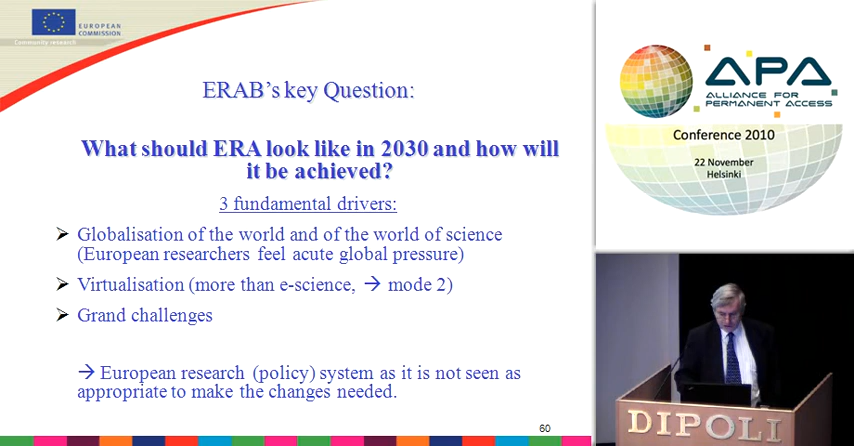 EUROPEAN
COMMISSION
Community research
ERAB's key Question:
What should ERA look like in 2030 and how will
it be achieved?
3 fundamental drivers:
Globalisation of the world and of the world of science
(European researchers feel acute global pressure)
Virtualisation (more than e-science, → mode 2)
Grand challenges
→ European research (policy) system as it is not seen as
appropriate to make the changes needed.
60
APA
ALLIANCE FOR
PERMANENT ACCESS
Conference 2010
22 November
Helsinki
DIPOLI